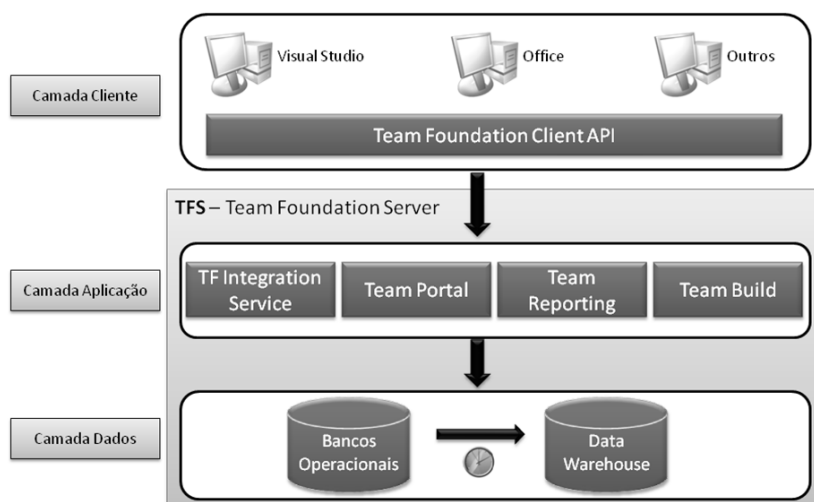 Visual Studio
Office
Outros
Camada Cliente
Team Foundation Client API
TFS – Team Foundation Server
Camada Aplicação
TF Integration
Service
Team Portal
Team
Reporting
Team Build
Camada Dados
Bancos
Operacionais
Data
Warehouse